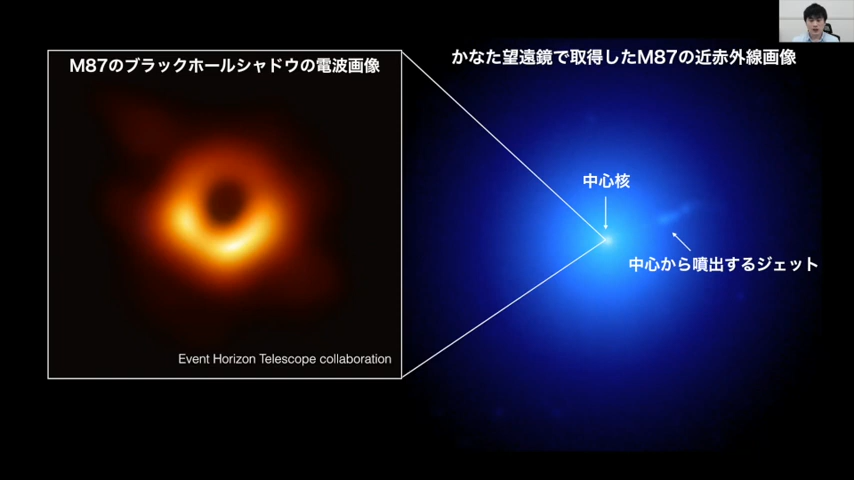 M87のブラックホールシャドウの電波画像
かなた望遠鏡で取得したM87の近赤外線画像
中心核
中心から噴出するジェット
Event Horizon Telescope collaboration